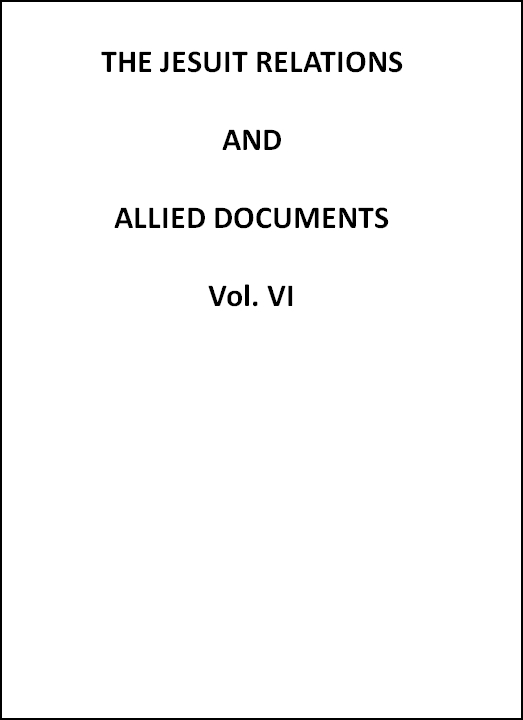 THE JESUIT RELATIONS
AND
ALLIED DOCUMENTS
Vol. VI